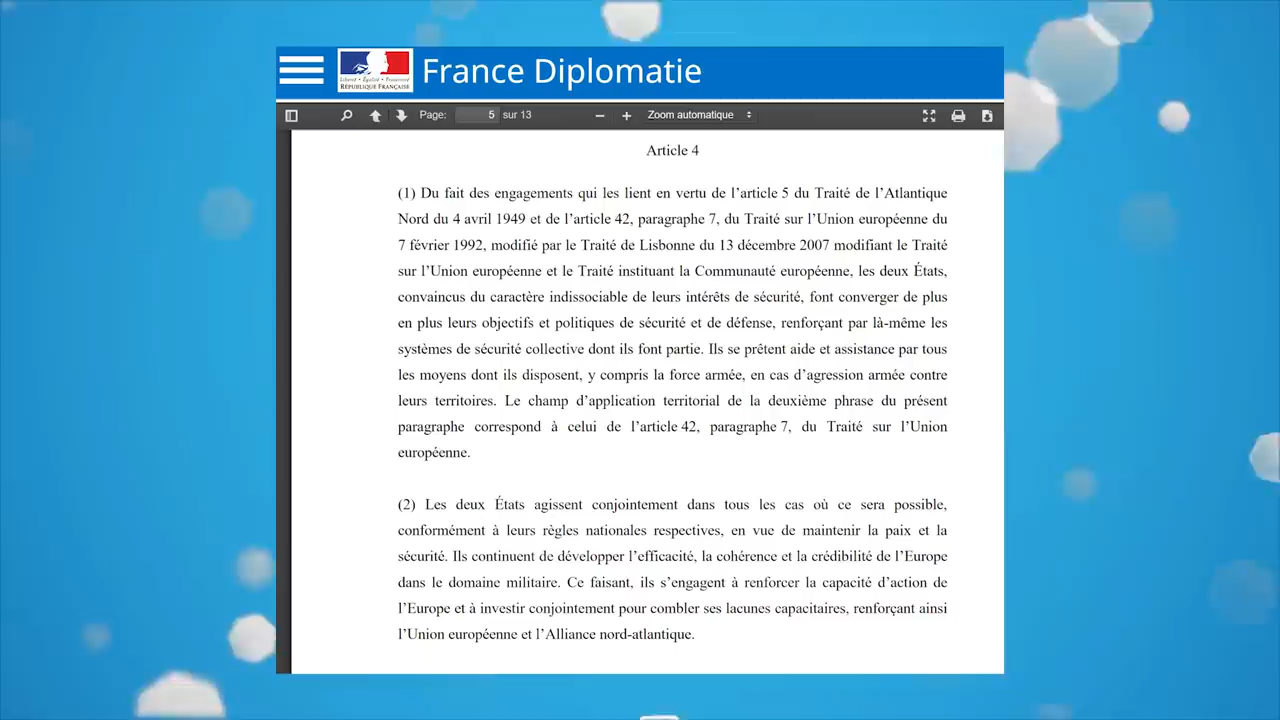 Liberté • Égalité • Fraternité
RÉPUBLIQUE FRANÇAISE
France Diplomatie
Page: 5 sur 13 Zoom automatique
Article 4
(1) Du fait des engagements qui les lient en vertu de l’article 5 du Traité de l’Atlantique
Nord du 4 avril 1949 et de l’article 42, paragraphe 7, du Traité sur l’Union européenne du
7 février 1992, modifié par le Traité de Lisbonne du 13 décembre 2007 modifiant le Traité
sur l’Union européenne et le Traité instituant la Communauté européenne, les deux États,
convaincus du caractère indissociable de leurs intérêts de sécurité, font converger de plus
en plus leurs objectifs et politiques de sécurité et de défense, renforçant par là-même les
systèmes de sécurité collective dont ils font partie. Ils se prêtent aide et assistance par tous
les moyens dont ils disposent, y compris la force armée, en cas d’agression armée contre
leurs territoires. Le champ d’application territorial de la deuxième phrase du présent
paragraphe correspond à celui de l’article 42, paragraphe 7, du Traité sur l’Union
européenne.
(2) Les deux États agissent conjointement dans tous les cas où ce sera possible,
conformément à leurs règles nationales respectives, en vue de maintenir la paix et la
sécurité. Ils continuent de développer l’efficacité, la cohérence et la crédibilité de l’Europe
dans le domaine militaire. Ce faisant, ils s’engagent à renforcer la capacité d’action de
l’Europe et à investir conjointement pour combler ses lacunes capacitaires, renforçant ainsi
l’Union européenne et l’Alliance nord-atlantique.